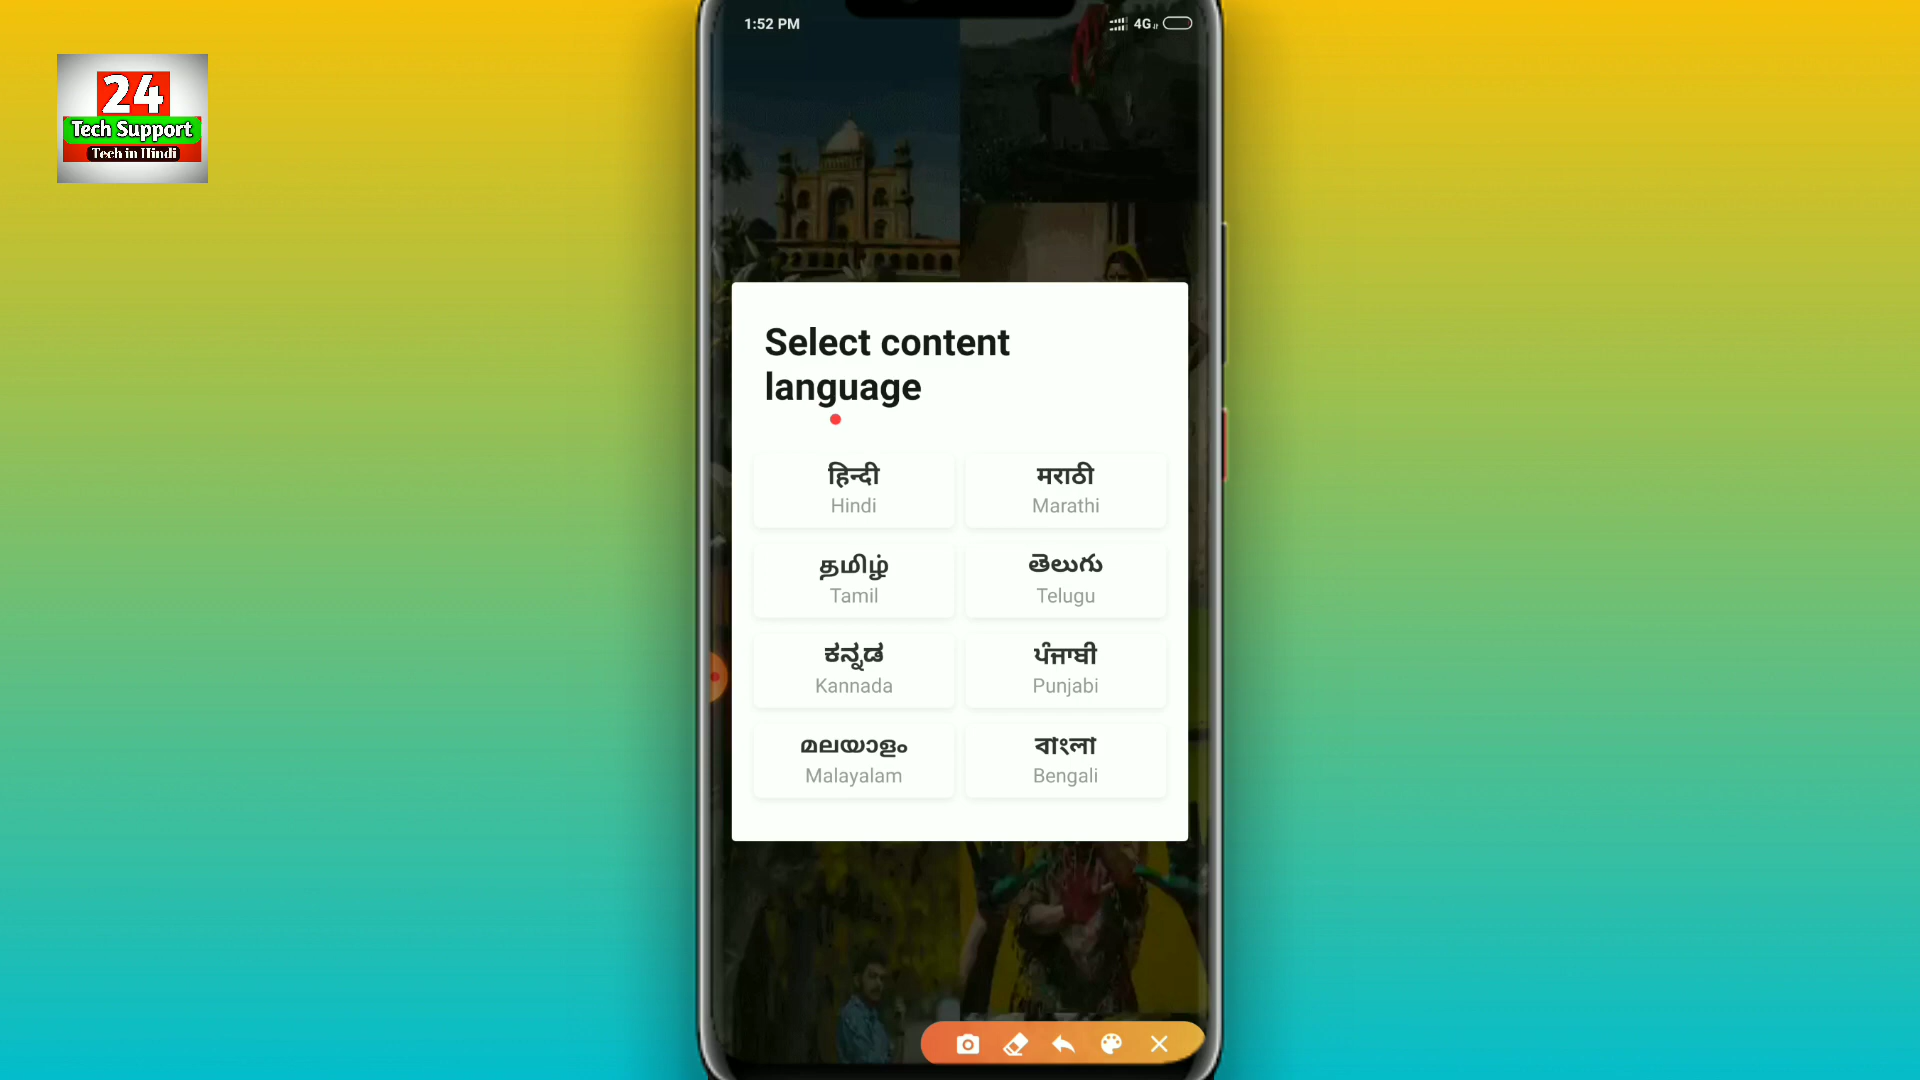 24
Tech Support
Tech in Hindi
1:52 PM
4G
Select content
language
हिन्दी
Hindi
मराठी
Marathi
தமிழ்
Tamil
తెలుగు
Telugu
ಕನ್ನಡ
Kannada
ਪੰਜਾਬੀ
Punjabi
മലയാളം
Malayalam
বাংলা
Bengali